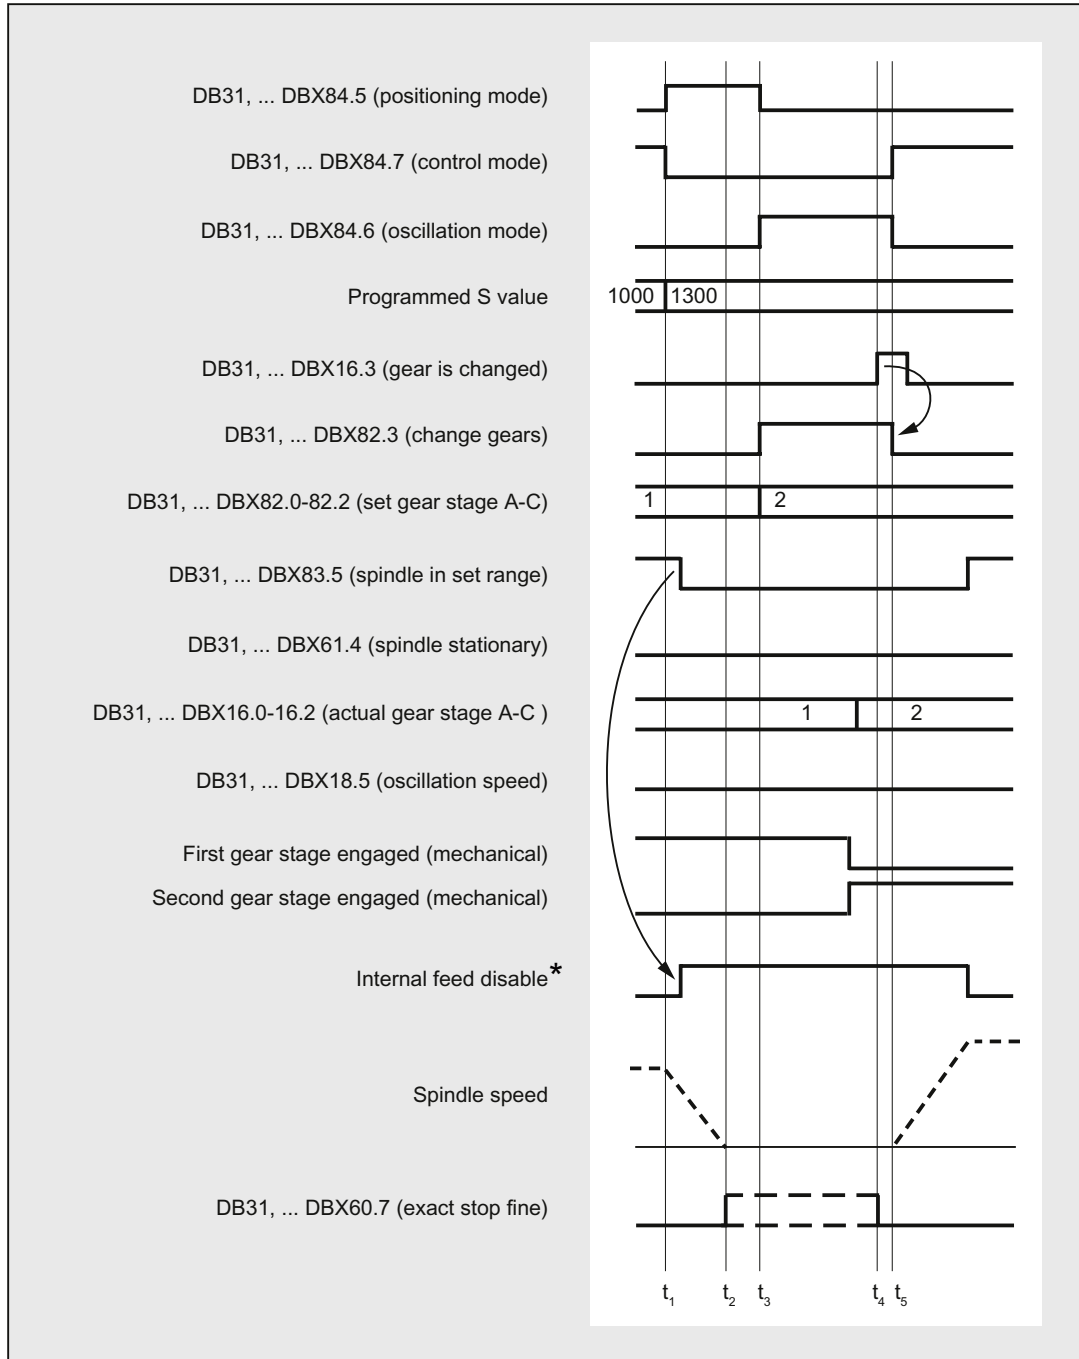 DB31, ... DBX84.5 (positioning mode)
DB31, ... DBX84.7 (control mode)
DB31, ... DBX84.6 (oscillation mode)
Programmed S value
1000 1300
DB31, ... DBX16.3 (gear is changed)
DB31, ... DBX82.3 (change gears)
DB31, ... DBX82.0-82.2 (set gear stage A-C)
1 2
DB31, ... DBX83.5 (spindle in set range)
DB31, ... DBX61.4 (spindle stationary)
DB31, ... DBX16.0-16.2 (actual gear stage A-C )
1 2
DB31, ... DBX18.5 (oscillation speed)
First gear stage engaged (mechanical)
Second gear stage engaged (mechanical)
Internal feed disable*
Spindle speed
DB31, ... DBX60.7 (exact stop fine)
t1 t2 t3 t4 t5